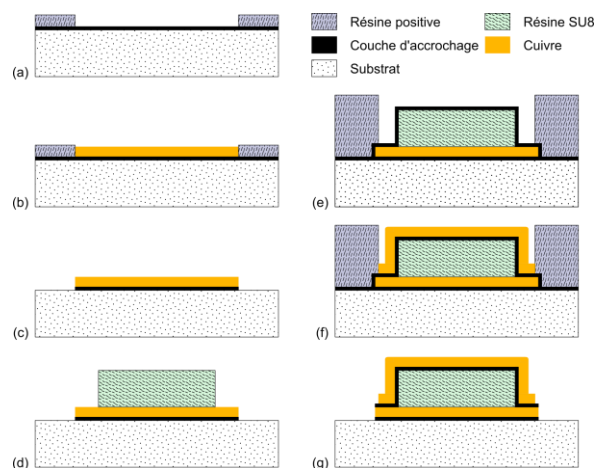 Résine positive
Résine SU8
Couche d'accrochage
Cuivre
Substrat
(a)
(b)
(e)
(c)
(f)
(d)
(g)